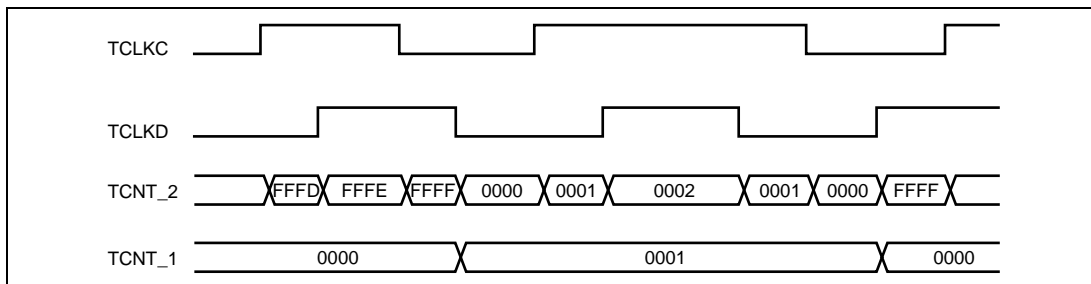 TCLKC
TCLKD
TCNT_2 FFFD FFFE FFFF 0000 0001 0002 0001 0000 FFFF
TCNT_1 0000 0001 0000